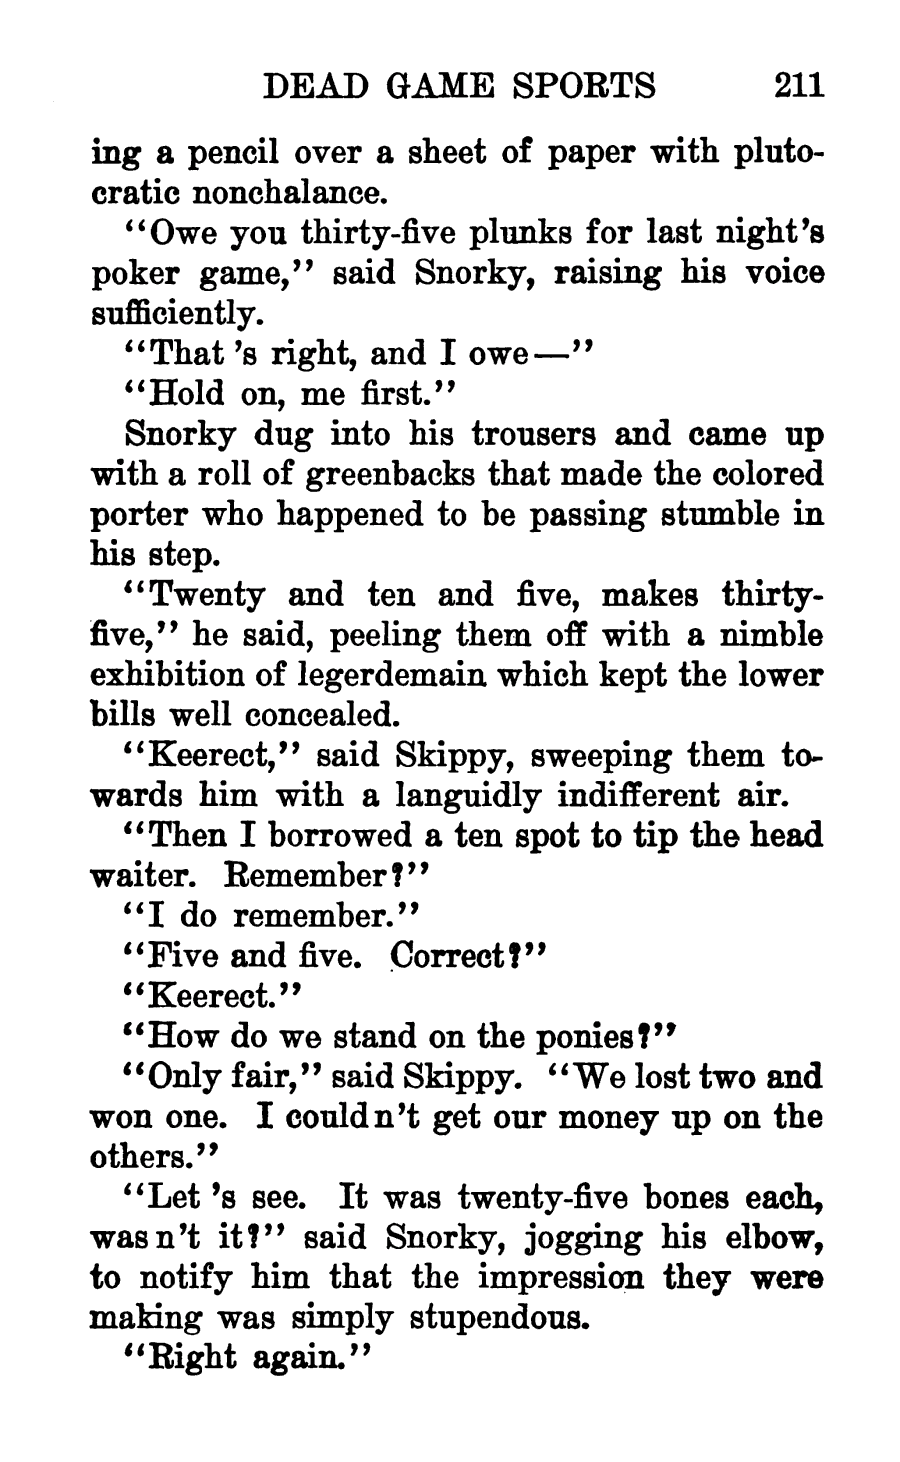 DEAD GAME SPORTS 211
ing a pencil over a sheet of paper with pluto-
cratic nonchalance.
“Owe you thirty-five plunks for last night’s
poker game,” said Snorky, raising his voice
sufficiently.
“That ’s right, and I owe—”
“Hold on, me first.”
Snorky dug into his trousers and came up
with a roll of greenbacks that made the colored
porter who happened to be passing stumble in
his step.
“Twenty and ten and five, makes thirty-
five,” he said, peeling them off with a nimble
exhibition of legerdemain which kept the lower
bills well concealed.
“Keerect,” said Skippy, sweeping them to-
wards him with a languidly indifferent air.
“Then I borrowed a ten spot to tip the head
waiter. Remember?”
“I do remember.”
“Five and five. Correct?”
“Keerect.”
“How do we stand on the ponies?”
“Only fair,” said Skippy. “We lost two and
won one. I could n’t get our money up on the
others.”
“Let ’s see. It was twenty-five bones each,
was n’t it?” said Snorky, jogging his elbow,
to notify him that the impression they were
making was simply stupendous.
“Right again.”